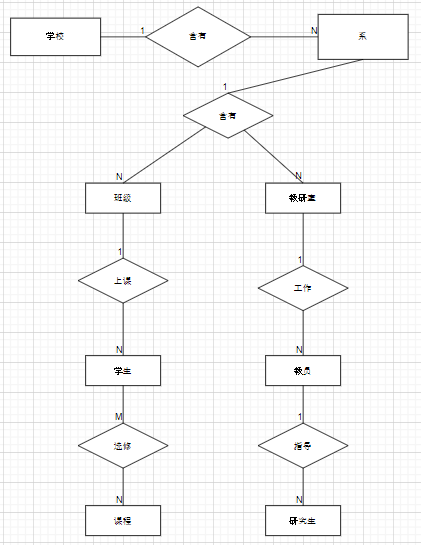 学校 1 含有 N 系
1
含有
N N
班级 教研室
1 1
上课 工作
N N
学生 教员
M 1
选修 指导
N N
课程 研究生